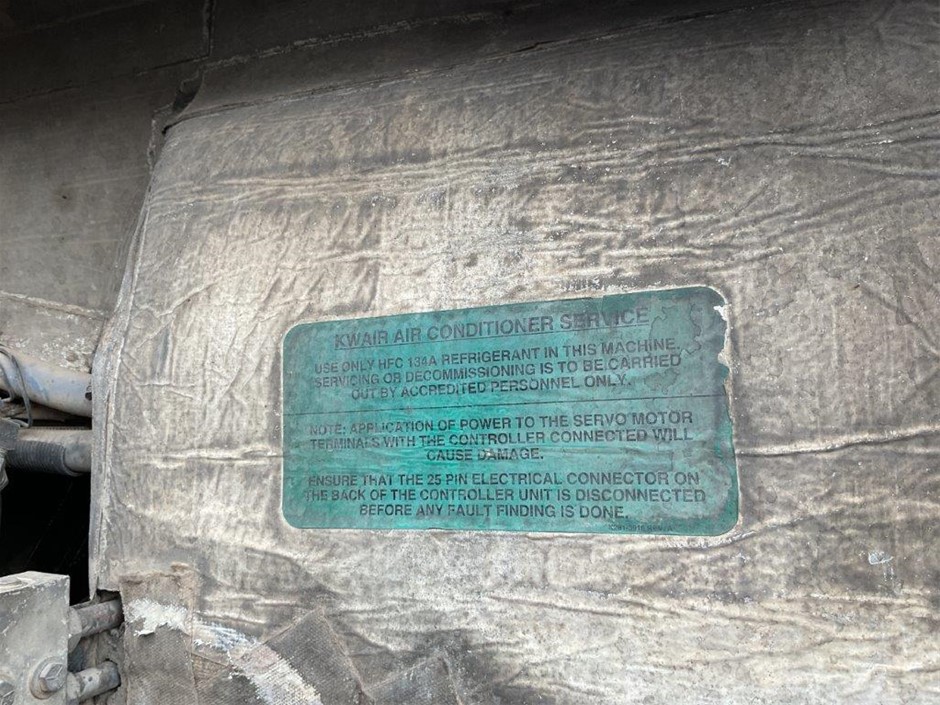 KWAIR AIR CONDITIONER SERVICE
USE ONLY HFC 134A REFRIGERANT IN THIS MACHINE.
SERVICING OR DECOMMISSIONING IS TO BE CARRIED
OUT BY ACCREDITED PERSONNEL ONLY.
NOTE: APPLICATION OF POWER TO THE SERVO MOTOR
TERMINALS WITH THE CONTROLLER CONNECTED WILL
CAUSE DAMAGE.
ENSURE THAT THE 25 PIN ELECTRICAL CONNECTOR ON
THE BACK OF THE CONTROLLER UNIT IS DISCONNECTED
BEFORE ANY FAULT FINDING IS DONE.